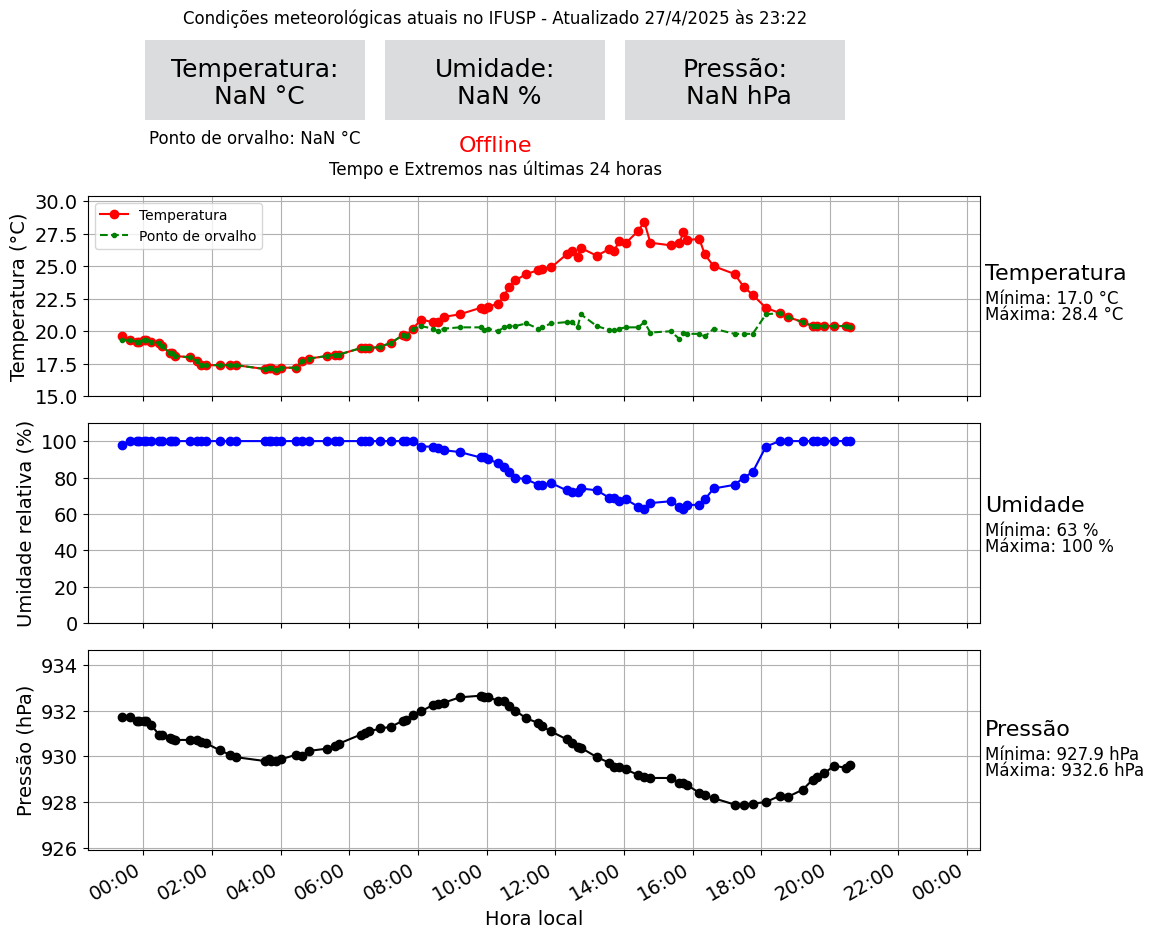 Condições meteorológicas atuais no IFUSP - Atualizado 27/4/2025 às 23:22
Temperatura:
NaN °C
Umidade:
NaN %
Pressão:
NaN hPa
Ponto de orvalho: NaN °C
Offline
Tempo e Extremos nas últimas 24 horas
Temperatura (°C)
30.0
27.5
25.0
22.5
20.0
17.5
15.0
Temperatura
Ponto de orvalho
Temperatura
Mínima: 17.0 °C
Máxima: 28.4 °C
Umidade relativa (%)
100
80
60
40
20
0
Umidade
Mínima: 63 %
Máxima: 100 %
Pressão (hPa)
934
932
930
928
926
Pressão
Mínima: 927.9 hPa
Máxima: 932.6 hPa
00:00 02:00 04:00 06:00 08:00 10:00 12:00 14:00 16:00 18:00 20:00 22:00 00:00
Hora local